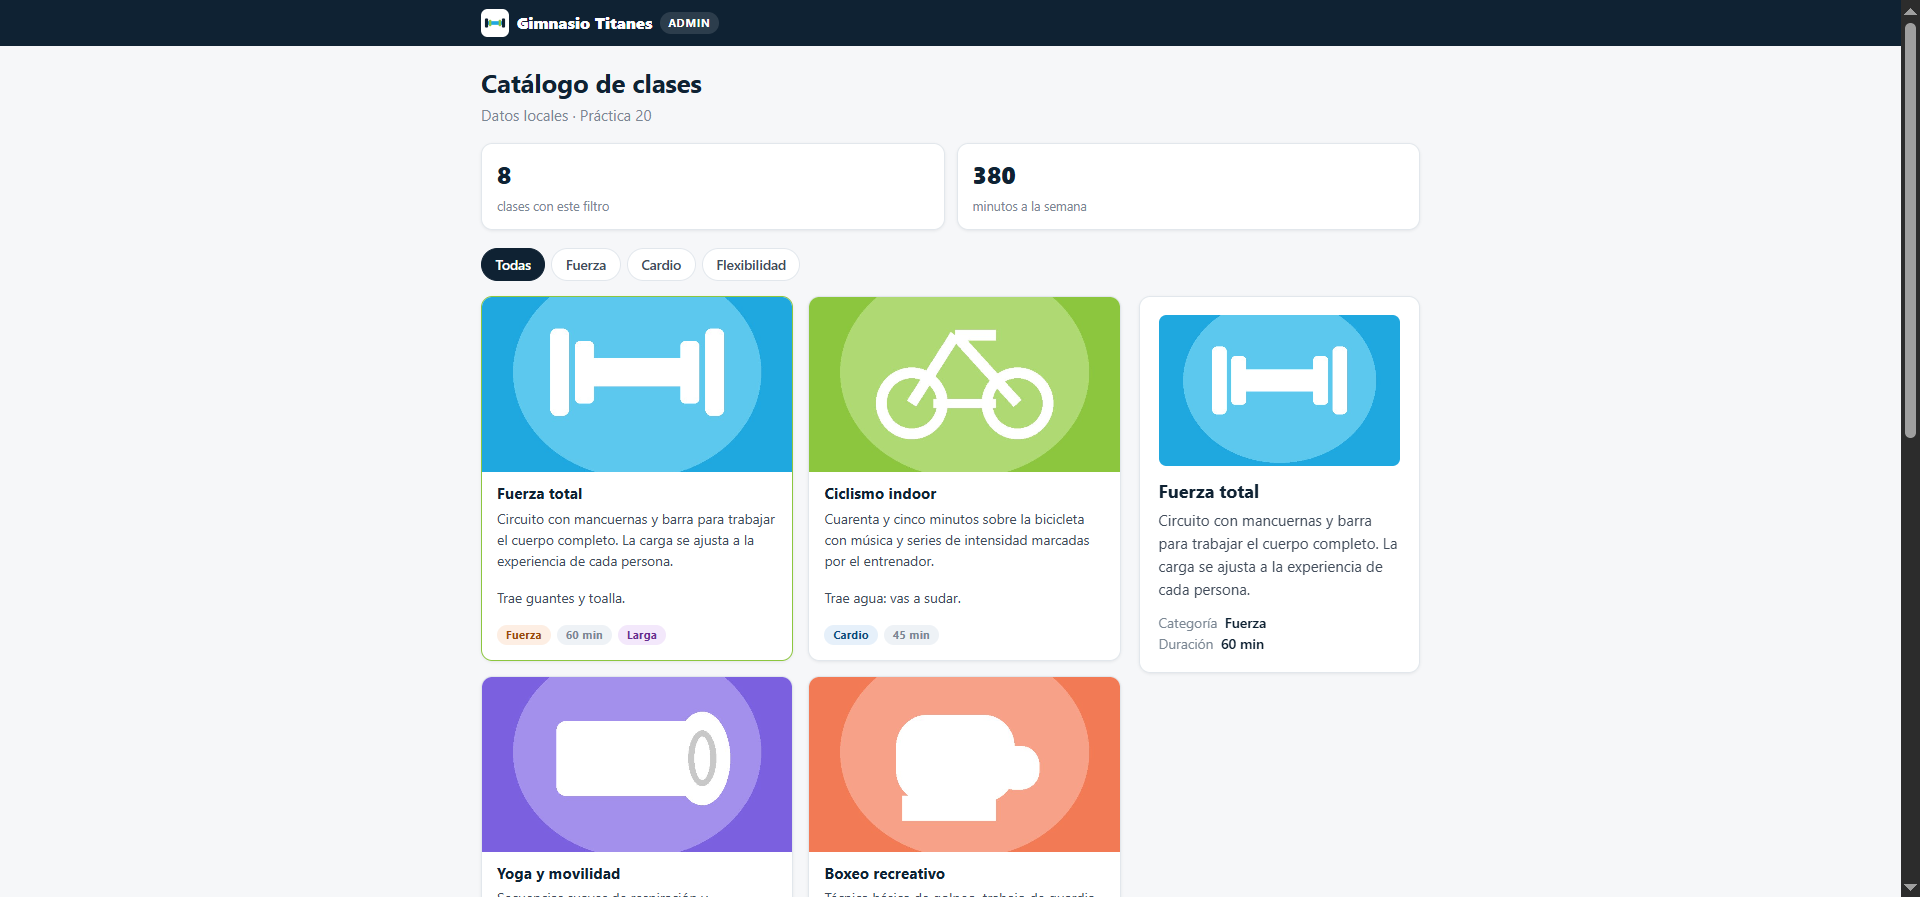 Gimnasio Titanes ADMIN
Catálogo de clases
Datos locales · Práctica 20
8
clases con este filtro
380
minutos a la semana
Todas Fuerza Cardio Flexibilidad
Fuerza total
Circuito con mancuernas y barra para trabajar
el cuerpo completo. La carga se ajusta a la
experiencia de cada persona.
Trae guantes y toalla.
Fuerza 60 min Larga
Ciclismo indoor
Cuarenta y cinco minutos sobre la bicicleta
con música y series de intensidad marcadas
por el entrenador.
Trae agua: vas a sudar.
Cardio 45 min
Fuerza total
Circuito con mancuernas y barra
para trabajar el cuerpo completo. La
carga se ajusta a la experiencia de
cada persona.
Categoría Fuerza
Duración 60 min
Yoga y movilidad
Boxeo recreativo